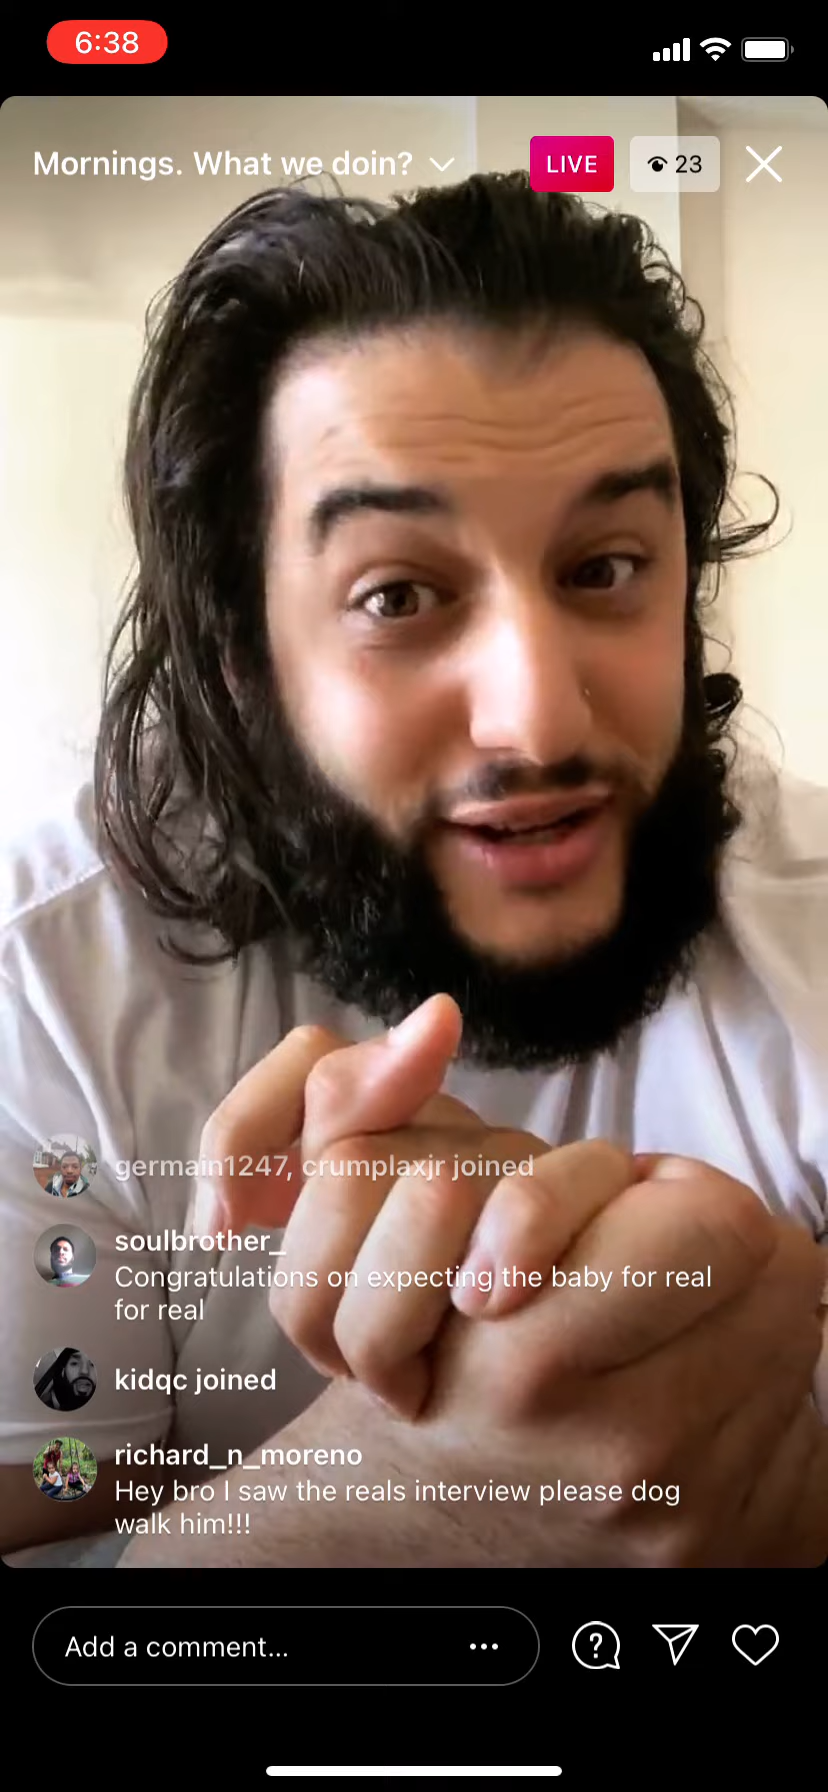 6:38
Mornings. What we doin?
LIVE
23
germain1247, crumplaxjr joined
soulbrother_
Congratulations on expecting the baby for real
for real
kidqc joined
richard_n_moreno
Hey bro I saw the reals interview please dog
walk him!!!
Add a comment...